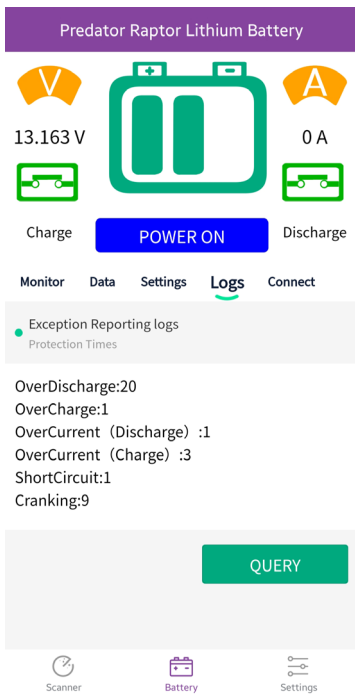 Predator Raptor Lithium Battery
V
A
13.163 V
0 A
Charge
POWER ON
Discharge
Monitor Data Settings Logs Connect
Exception Reporting logs
Protection Times
OverDischarge:20
OverCharge:1
OverCurrent（Discharge）:1
OverCurrent（Charge）:3
ShortCircuit:1
Cranking:9
QUERY
Scanner Battery Settings